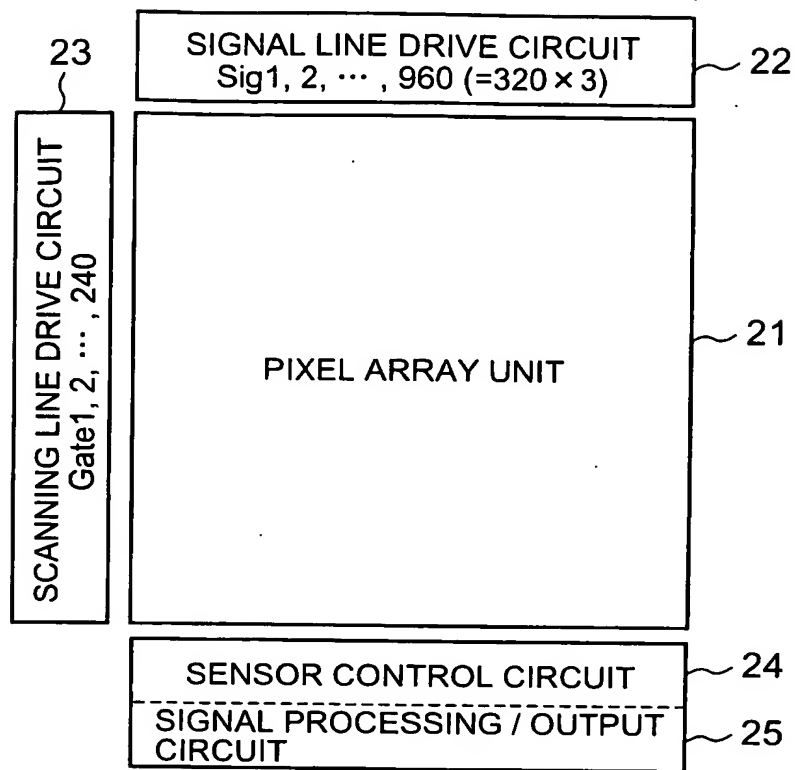 SIGNAL LINE DRIVE CIRCUIT
Sig1, 2, ··· , 960 (=320 × 3)
22
23
SCANNING LINE DRIVE CIRCUIT
Gate1, 2, ··· , 240
PIXEL ARRAY UNIT
21
SENSOR CONTROL CIRCUIT
24
SIGNAL PROCESSING / OUTPUT
CIRCUIT
25